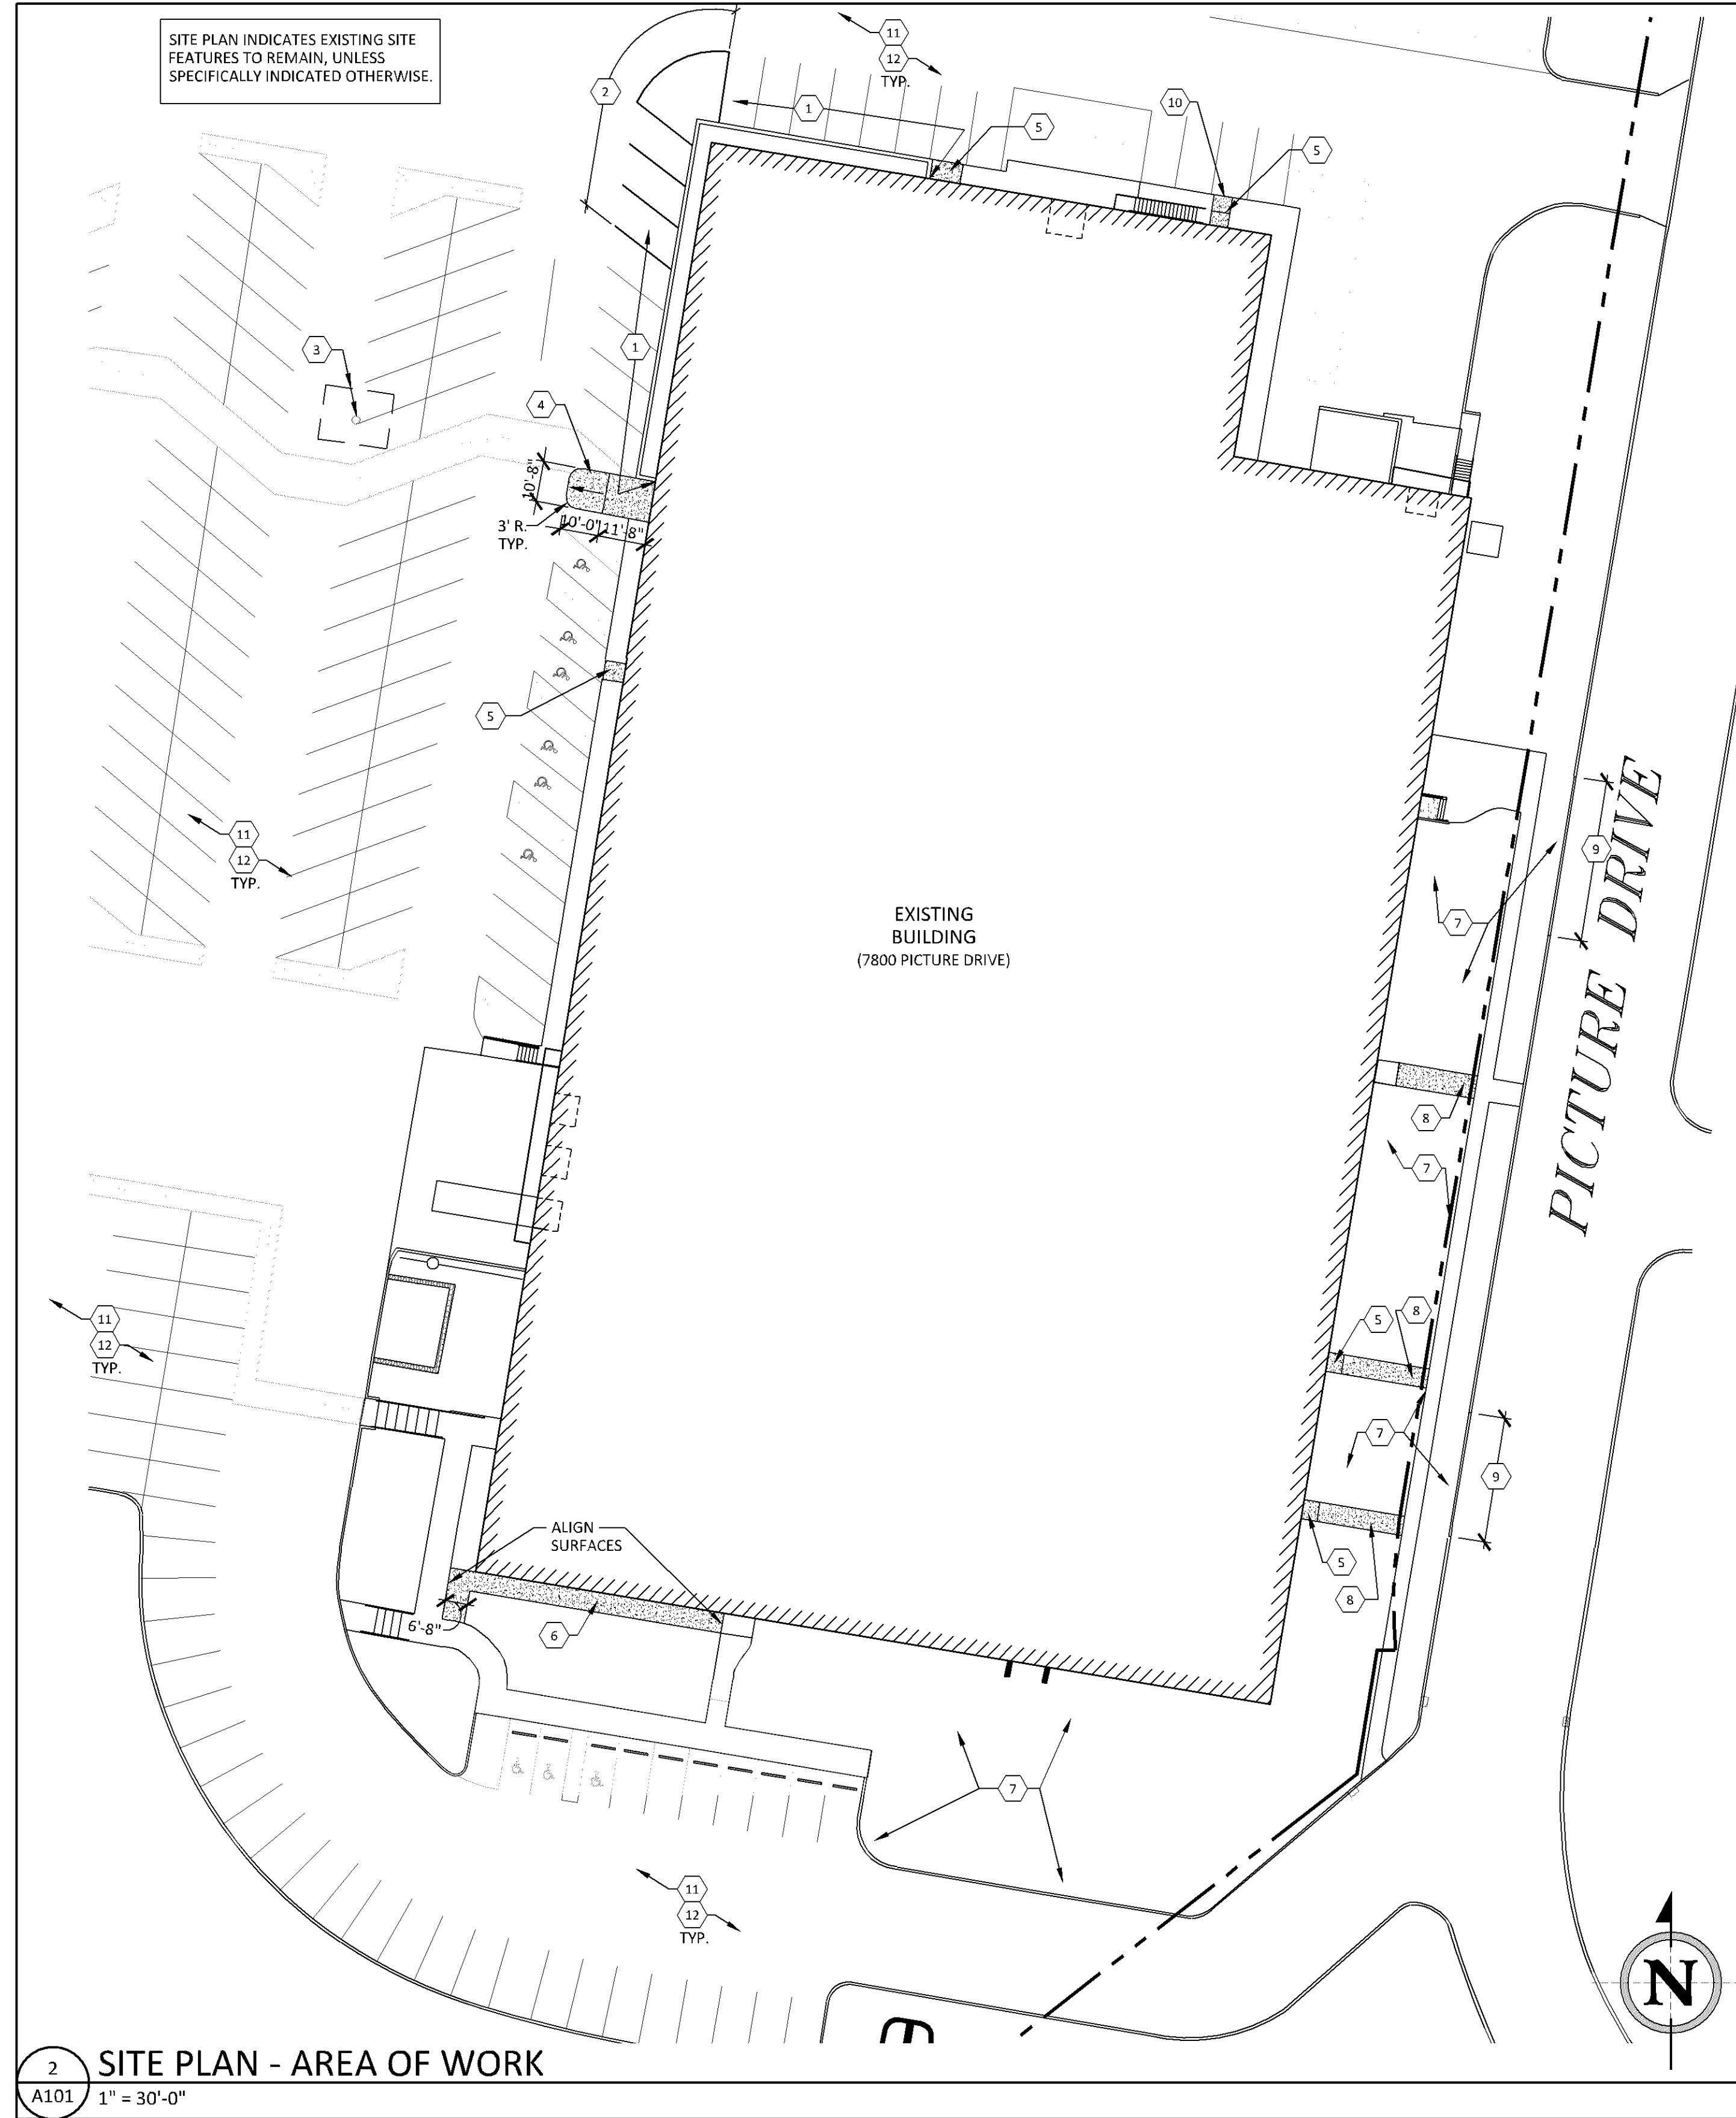 SITE PLAN INDICATES EXISTING SITE
FEATURES TO REMAIN, UNLESS
SPECIFICALLY INDICATED OTHERWISE.
11
12
TYP.
2
1
10
5
5
3
1
4
10'-8"
3' R.
TYP.
10'-0"
11'-8"
5
11
12
TYP.
EXISTING
BUILDING
(7800 PICTURE DRIVE)
9
7
PICTURE DRIVE
8
7
11
12
TYP.
5
8
7
9
ALIGN
SURFACES
5
8
6'-8"
6
7
11
12
TYP.
N
2
A101
SITE PLAN - AREA OF WORK
1" = 30'-0"